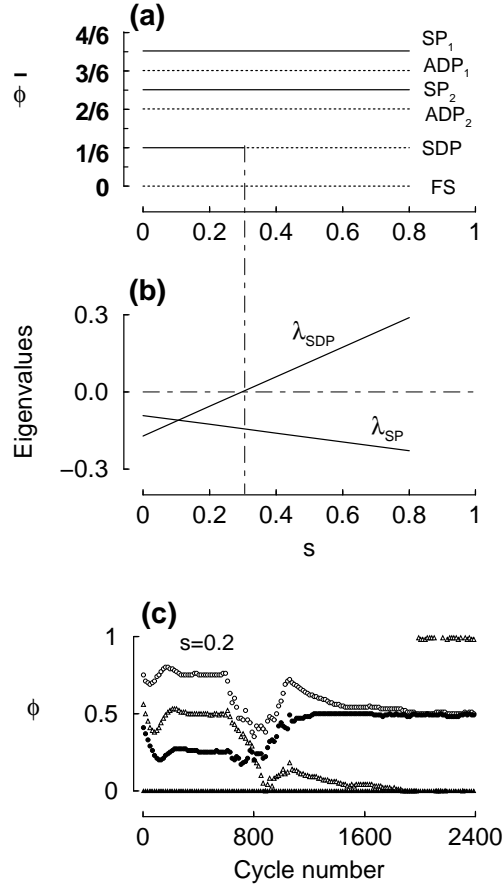 (a)
4/6
3/6
2/6
1/6
0
ϕ̄
SP1
ADP1
SP2
ADP2
SDP
FS
0 0.2 0.4 0.6 0.8 1
(b)
0.3
0.0
−0.3
Eigenvalues
λSDP
λSP
0 0.2 0.4 0.6 0.8 1
s
(c)
s=0.2
1
0.5
0
ϕ
0 800 1600 2400
Cycle number